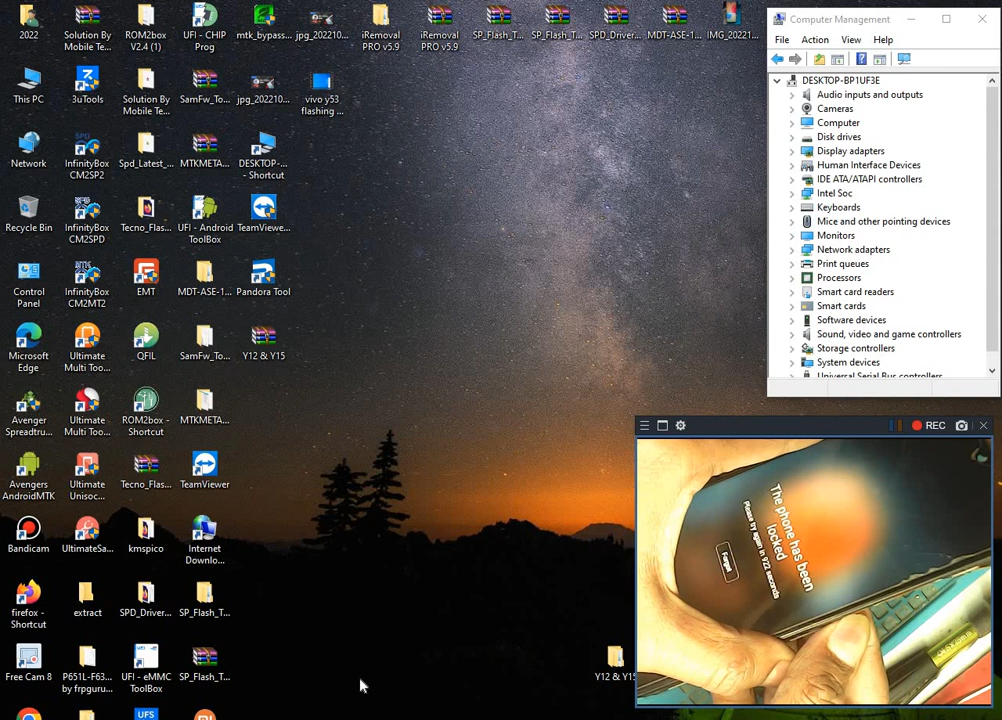 2022
Solution By
Mobile Te...
ROM2box
V2.4 (1)
UFI - CHIP
Prog
mtk_bypass...
jpg_202210...
iRemoval
PRO v5.9
iRemoval
PRO v5.9
SP_Flash_T...
SP_Flash_T...
SPD_Driver...
MDT-ASE-1...
IMG_20221...
This PC
3uTools
Solution By
Mobile Te...
SamFw_To...
jpg_202210...
vivo y53
flashing ...
Network
InfinityBox
CM2SP2
Spd_Latest_...
MTKMETA...
DESKTOP-...
- Shortcut
Recycle Bin
InfinityBox
CM2SPD
Tecno_Flas...
UFI - Android
ToolBox
TeamViewe...
Control
Panel
InfinityBox
CM2MT2
EMT
MDT-ASE-1...
Pandora Tool
Microsoft
Edge
Ultimate
Multi Too...
QFIL
SamFw_To...
Y12 & Y15
Avenger
Spreadtru...
Ultimate
Multi Too...
ROM2box -
Shortcut
MTKMETA...
Avengers
AndroidMTK
Ultimate
Unisoc...
Tecno_Flas...
TeamViewer
Bandicam
UltimateSa...
kmspico
Internet
Downlo...
firefox -
Shortcut
extract
SPD_Driver...
SP_Flash_T...
Free Cam 8
P651L-F63...
by frpguru...
UFI - eMMC
ToolBox
SP_Flash_T...
UFS
Y12 & Y15
Computer Management
File Action View Help
DESKTOP-BP1UF3E
Audio inputs and outputs
Cameras
Computer
Disk drives
Display adapters
Human Interface Devices
IDE ATA/ATAPI controllers
Intel Soc
Keyboards
Mice and other pointing devices
Monitors
Network adapters
Print queues
Processors
Smart card readers
Smart cards
Software devices
Sound, video and game controllers
Storage controllers
System devices
Universal Serial Bus controllers
REC
The phone has been
locked
Please try again in 922 seconds
Forget